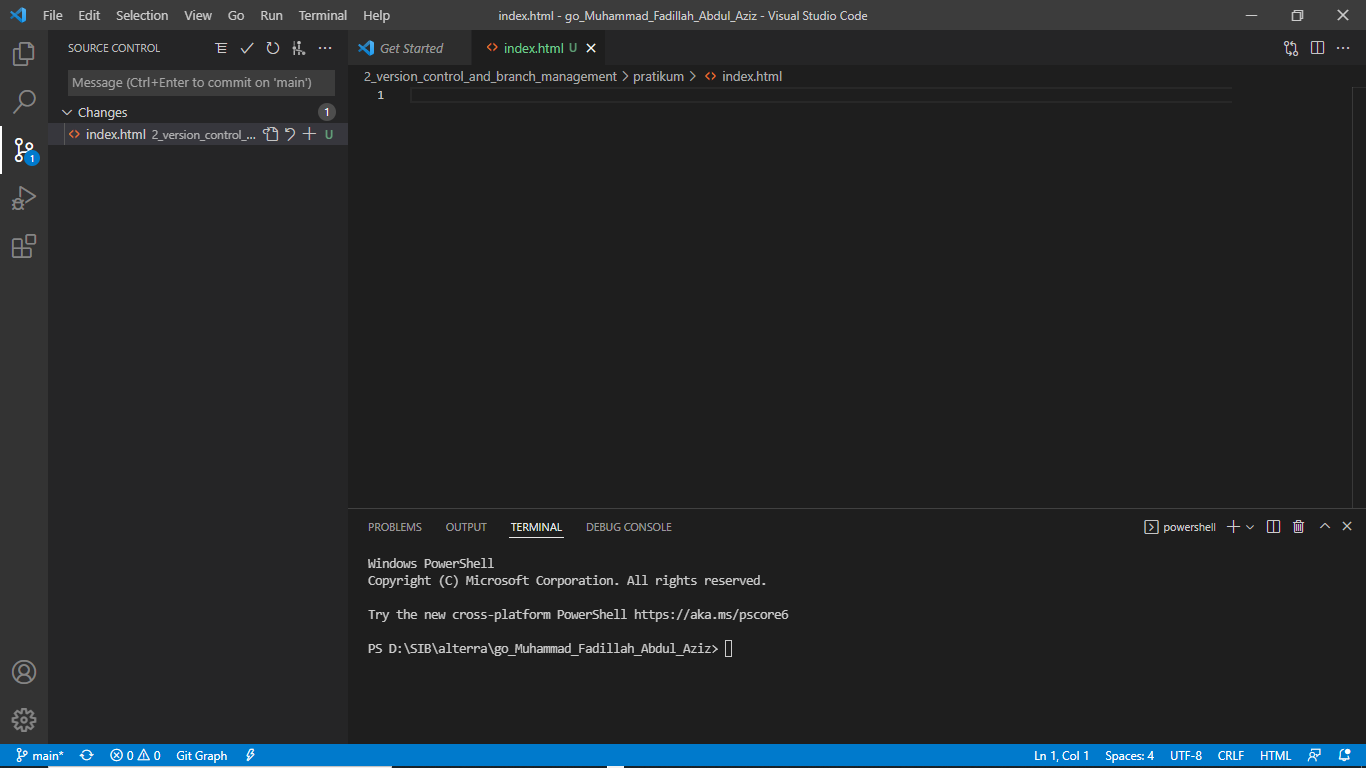 File Edit Selection View Go Run Terminal Help
index.html - go_Muhammad_Fadillah_Abdul_Aziz - Visual Studio Code
SOURCE CONTROL
Message (Ctrl+Enter to commit on 'main')
Changes 1
index.html 2_version_control_... U
1
Get Started
index.html U
2_version_control_and_branch_management > pratikum > index.html
1
PROBLEMS OUTPUT TERMINAL DEBUG CONSOLE
powershell
Windows PowerShell
Copyright (C) Microsoft Corporation. All rights reserved.
Try the new cross-platform PowerShell https://aka.ms/pscore6
PS D:\SIB\alterra\go_Muhammad_Fadillah_Abdul_Aziz>
main* 0 0 Git Graph
Ln 1, Col 1 Spaces: 4 UTF-8 CRLF HTML